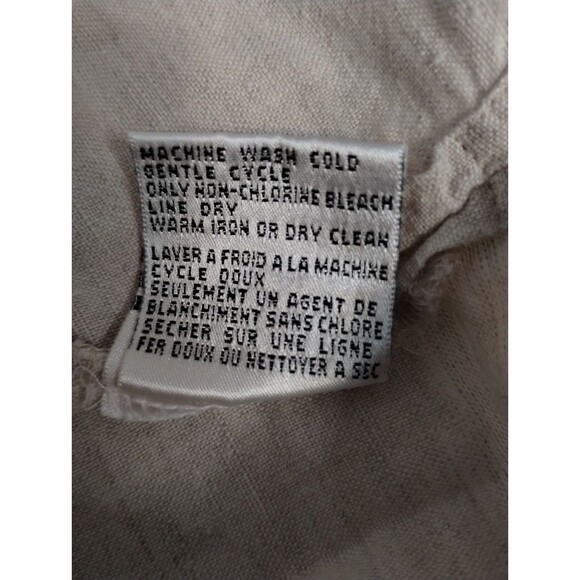 MACHINE WASH COLD
GENTLE CYCLE
ONLY NON-CHLORINE BLEACH
LINE DRY
WARM IRON OR DRY CLEAN
LAVER A FROID A LA MACHINE
CYCLE DOUX
SEULEMENT UN AGENT DE
BLANCHIMENT SANS CHLORE
SECHER SUR UNE LIGNE
FER DOUX OU NETTOYER A SEC